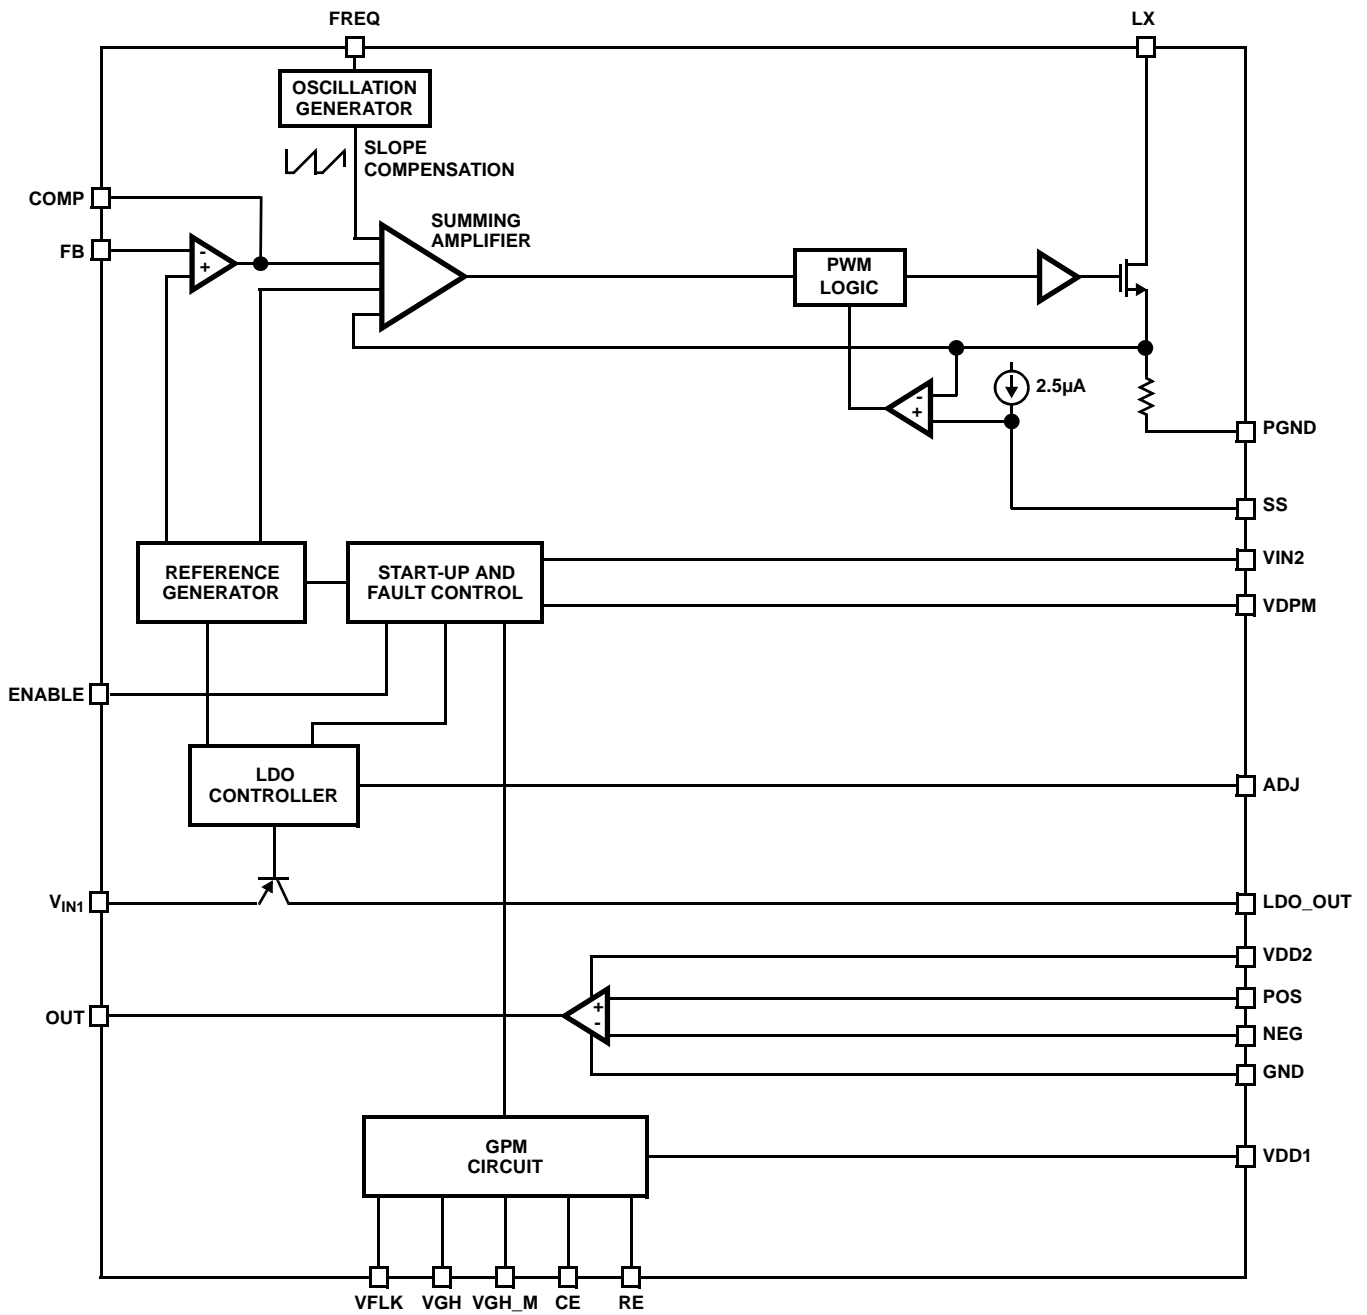 FREQ
LX
OSCILLATION
GENERATOR
SLOPE
COMPENSATION
COMP
SUMMING
AMPLIFIER
FB
-
+
PWM
LOGIC
2.5µA
-
+
PGND
SS
REFERENCE
GENERATOR
START-UP AND
FAULT CONTROL
VIN2
VDPM
ENABLE
LDO
CONTROLLER
ADJ
VIN1
LDO_OUT
VDD2
POS
+
-
OUT
NEG
GND
GPM
CIRCUIT
VDD1
VFLK
VGH
VGH_M
CE
RE